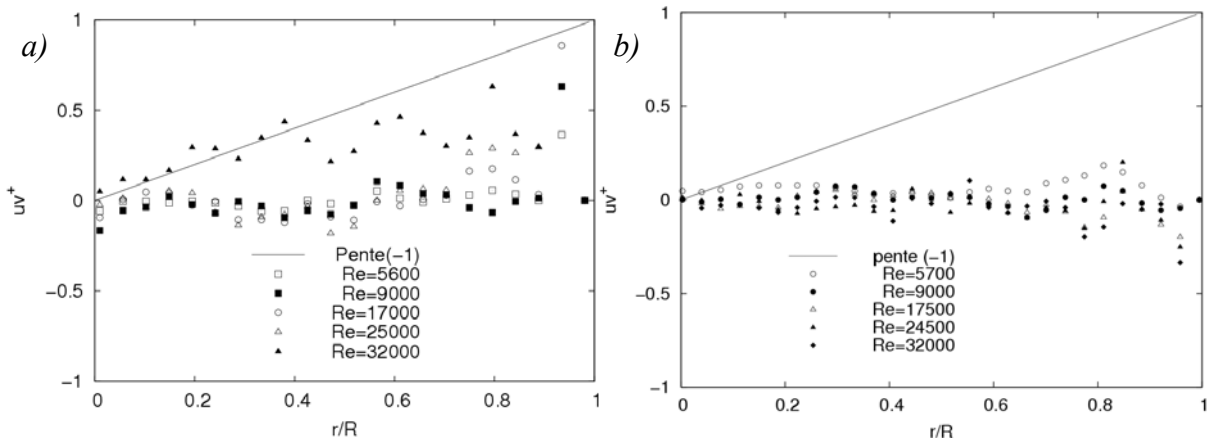 a)
1
0.5
0
−0.5
−1
uv+
0
0.2
0.4
0.6
0.8
1
r/R
Pente(−1)
Re=5600
Re=9000
Re=17000
Re=25000
Re=32000
b)
1
0.5
0
−0.5
−1
uv+
0
0.2
0.4
0.6
0.8
1
r/R
pente (−1)
Re=5700
Re=9000
Re=17500
Re=24500
Re=32000